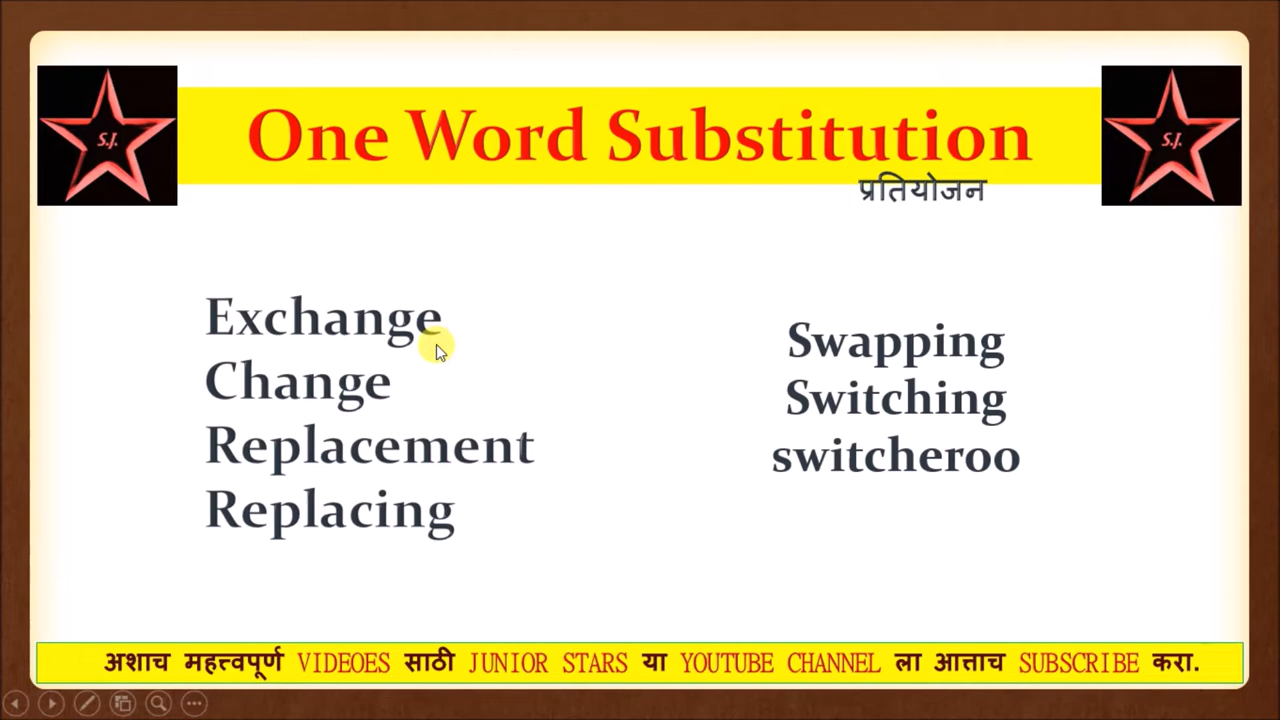 One Word Substitution
S.J.
S.J.
प्रतियोजन
Exchange
Change
Replacement
Replacing
Swapping
Switching
switcheroo
अशाच महत्त्वपूर्ण VIDEOES साठी JUNIOR STARS या YOUTUBE CHANNEL ला आत्ताच SUBSCRIBE करा.